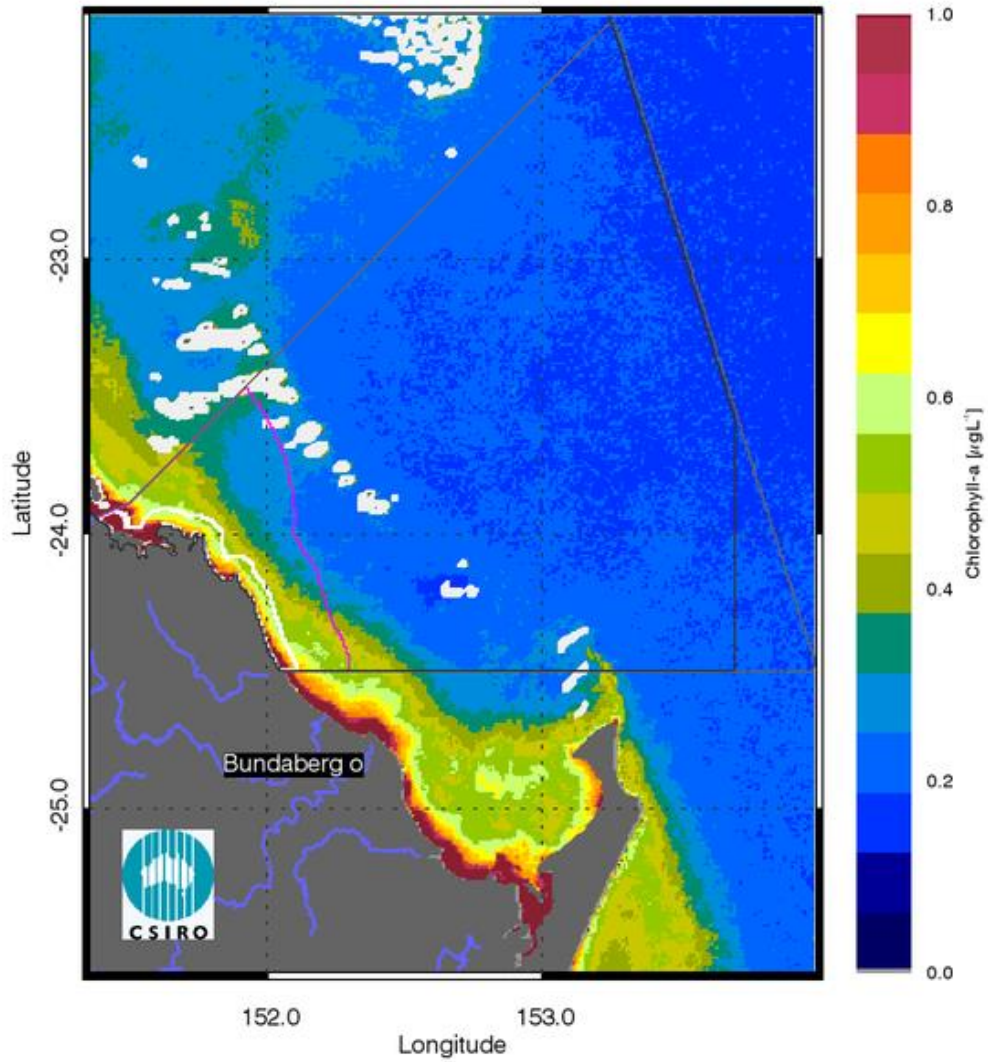 1.0
0.8
0.6
0.4
0.2
0.0
Chlorophyll-a [μgL⁻¹]
-23.0
-24.0
-25.0
Latitude
Bundaberg o
CSIRO
152.0
153.0
Longitude